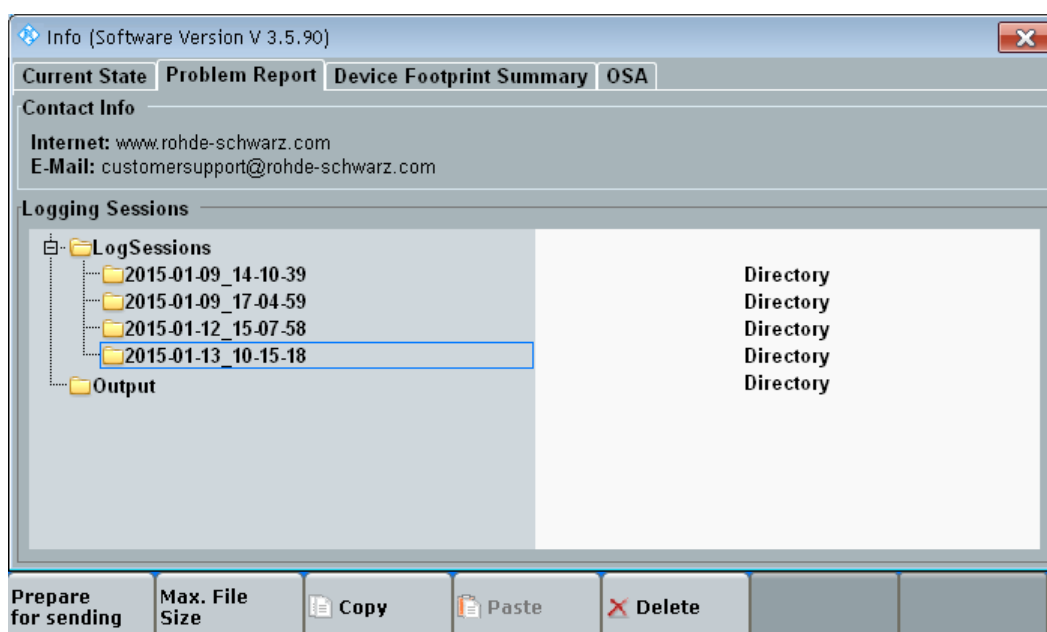 Info (Software Version V 3.5.90)
Current State Problem Report Device Footprint Summary OSA
Contact Info
Internet: www.rohde-schwarz.com
E-Mail: customersupport@rohde-schwarz.com
Logging Sessions
LogSessions
2015-01-09_14-10-39 Directory
2015-01-09_17-04-59 Directory
2015-01-12_15-07-58 Directory
2015-01-13_10-15-18 Directory
Output Directory
Prepare for sending
Max. File Size
Copy
Paste
Delete